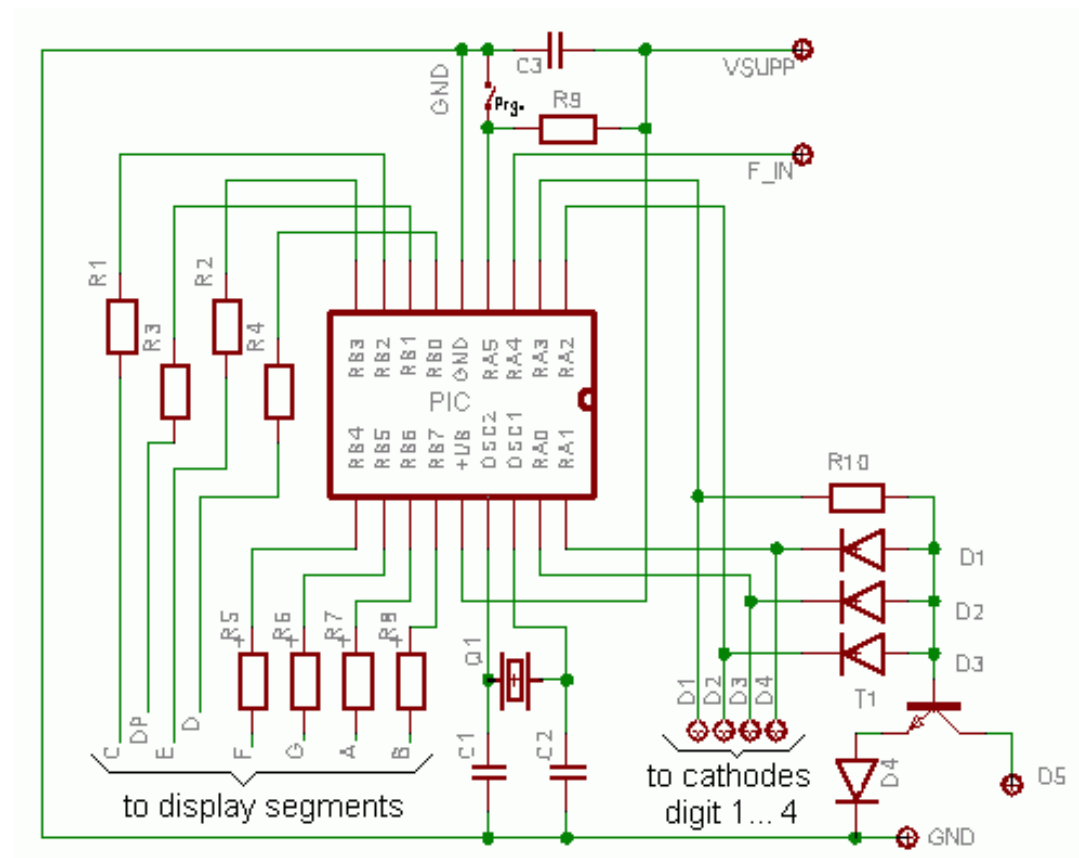 C3
VSUPP
GND
Prg.
R9
F_IN
R1
R2
R3
R4
RB3
RB2
RB1
RB0
GND
RA5
RA4
RA3
RA2
PIC
RB4
RB5
RB6
RB7
+UB
OSC2
OSC1
RA0
RA1
R10
D1
D2
D3
R5
R6
R7
R8
Q1
D1
D2
D3
D4
T1
C
DP
E
D
F
G
A
B
C1
C2
to display segments
to cathodes
digit 1... 4
D4
D5
GND